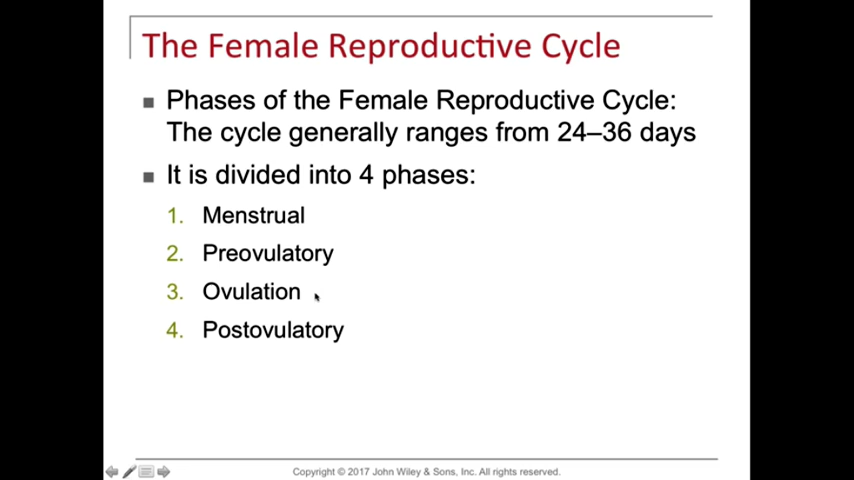 The Female Reproductive Cycle
■ Phases of the Female Reproductive Cycle:
The cycle generally ranges from 24–36 days
■ It is divided into 4 phases:
1. Menstrual
2. Preovulatory
3. Ovulation
4. Postovulatory
Copyright © 2017 John Wiley & Sons, Inc. All rights reserved.